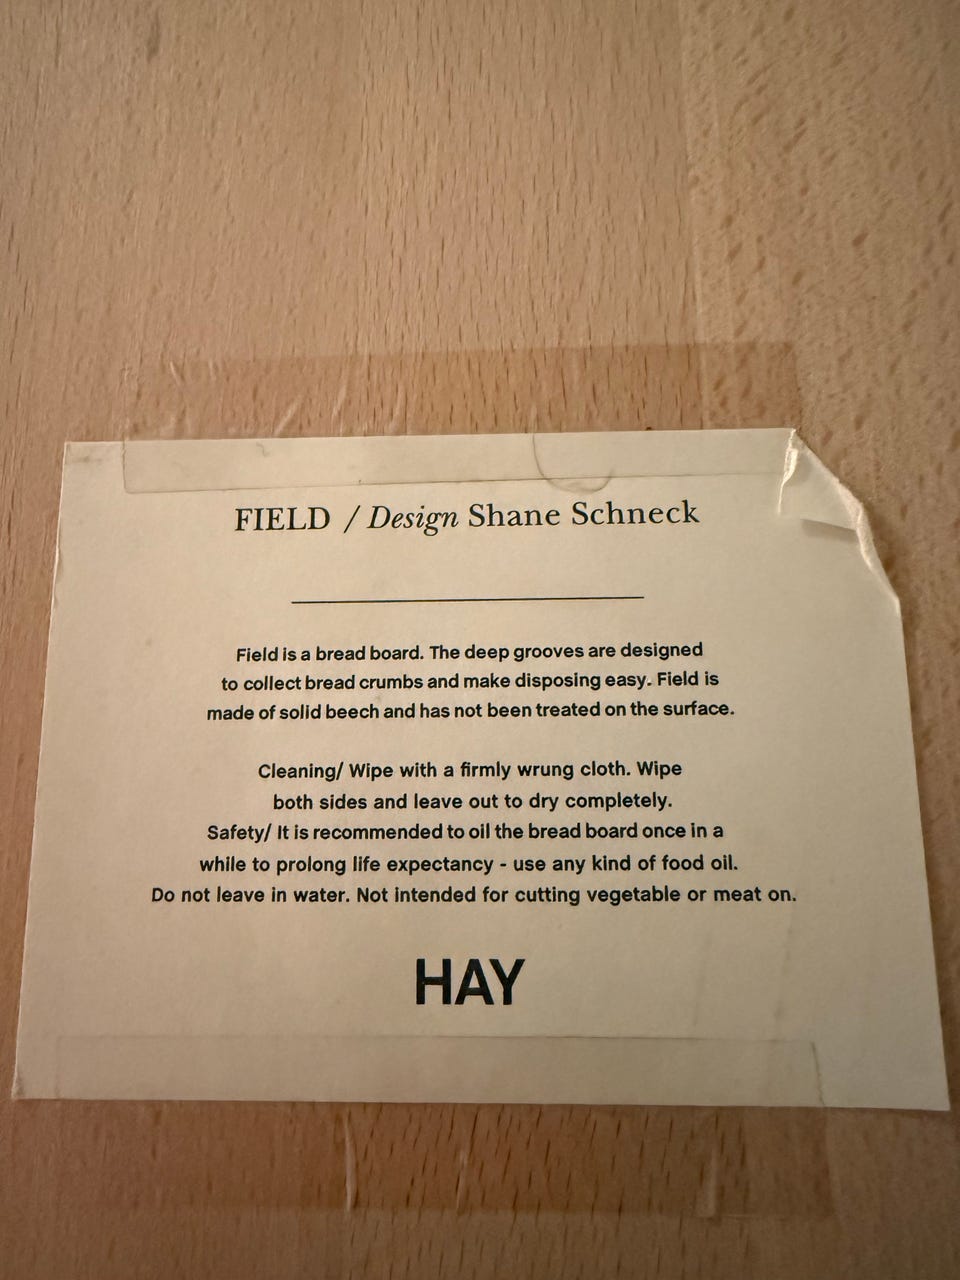 FIELD / Design Shane Schneck
Field is a bread board. The deep grooves are designed
to collect bread crumbs and make disposing easy. Field is
made of solid beech and has not been treated on the surface.
Cleaning/ Wipe with a firmly wrung cloth. Wipe
both sides and leave out to dry completely.
Safety/ It is recommended to oil the bread board once in a
while to prolong life expectancy - use any kind of food oil.
Do not leave in water. Not intended for cutting vegetable or meat on.
HAY